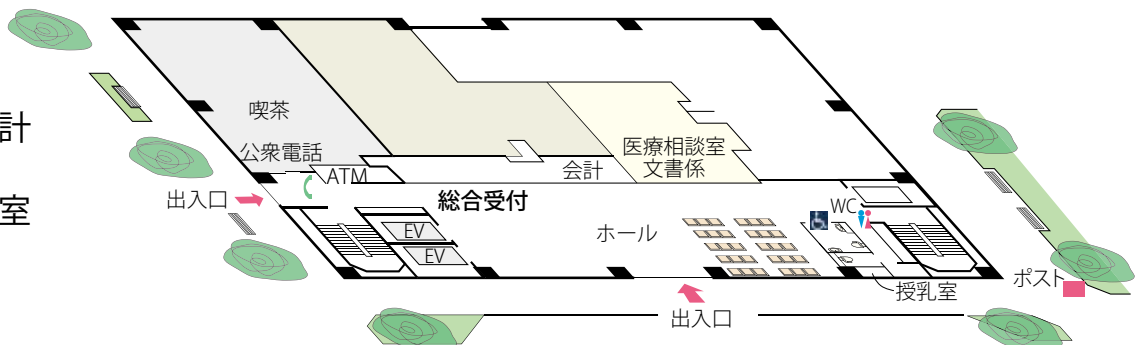 計
室
喫茶
公衆電話
ATM
出入口
総合受付
会計
医療相談室
文書係
EV
EV
ホール
WC
授乳室
ポスト
出入口